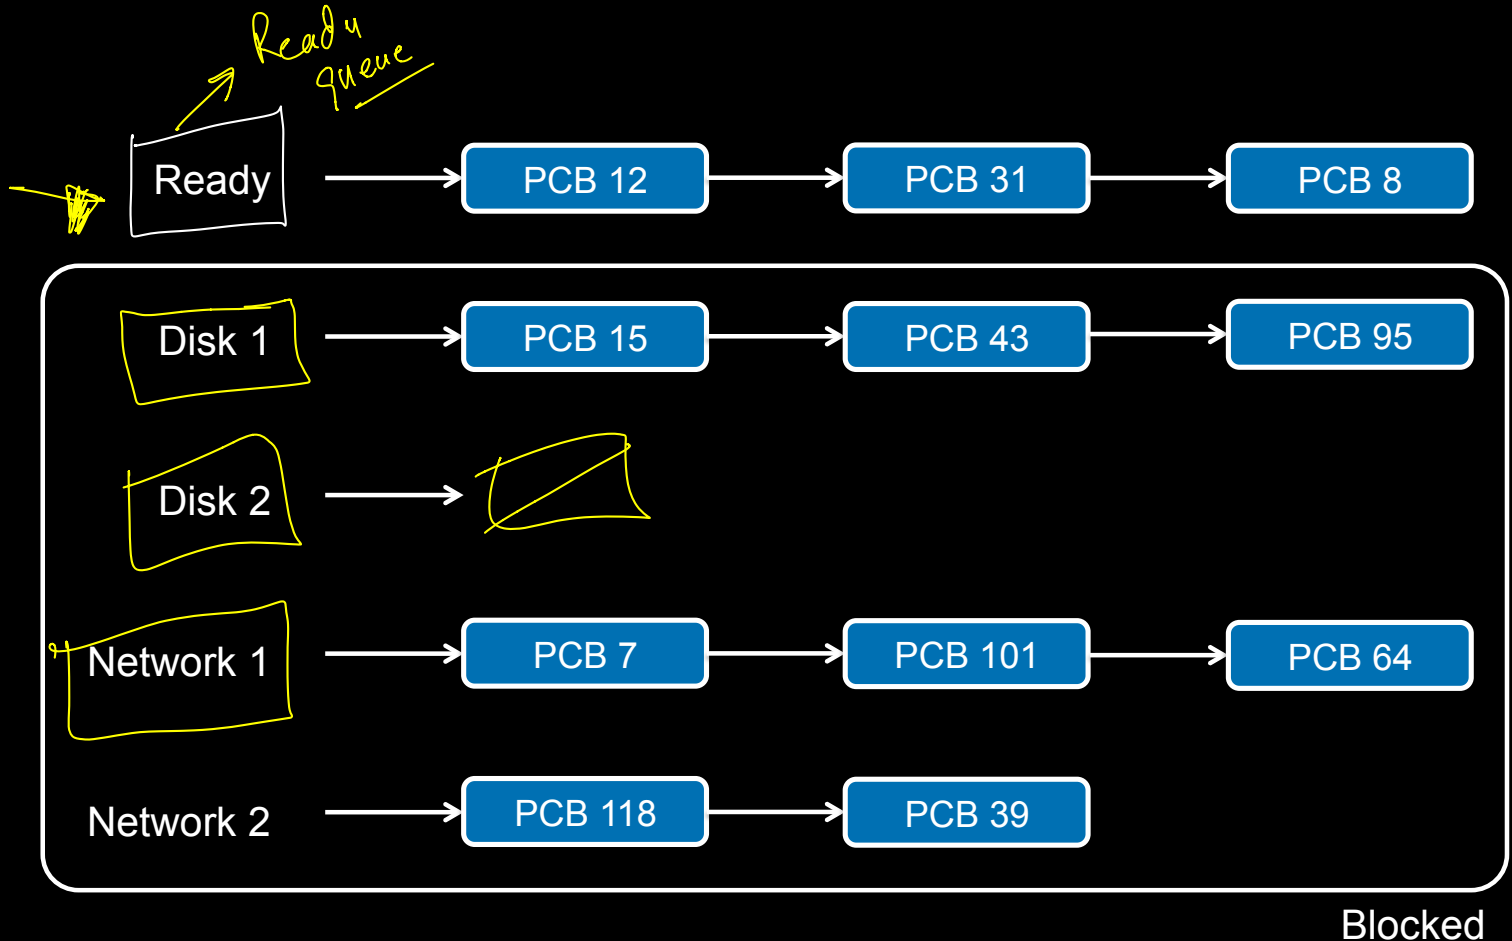 Ready
queue
Ready PCB 12 PCB 31 PCB 8
Disk 1 PCB 15 PCB 43 PCB 95
Disk 2
Network 1 PCB 7 PCB 101 PCB 64
Network 2 PCB 118 PCB 39
Blocked